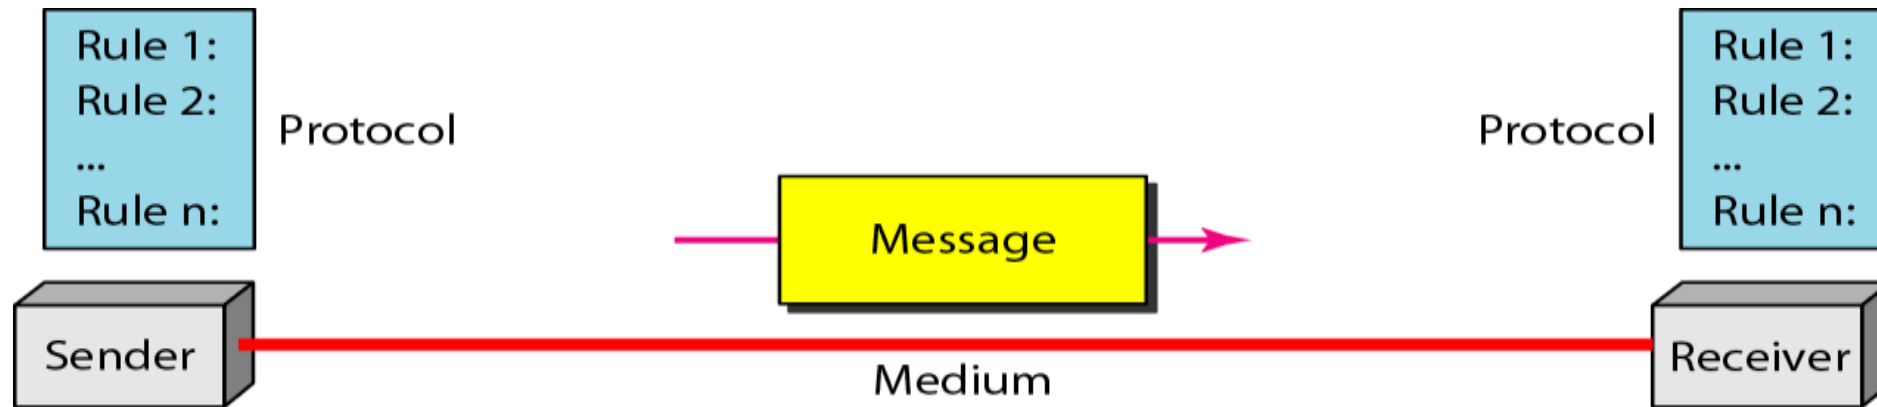 Rule 1:
Rule 2:
...
Rule n:
Protocol
Protocol
Rule 1:
Rule 2:
...
Rule n:
Message
Sender
Medium
Receiver